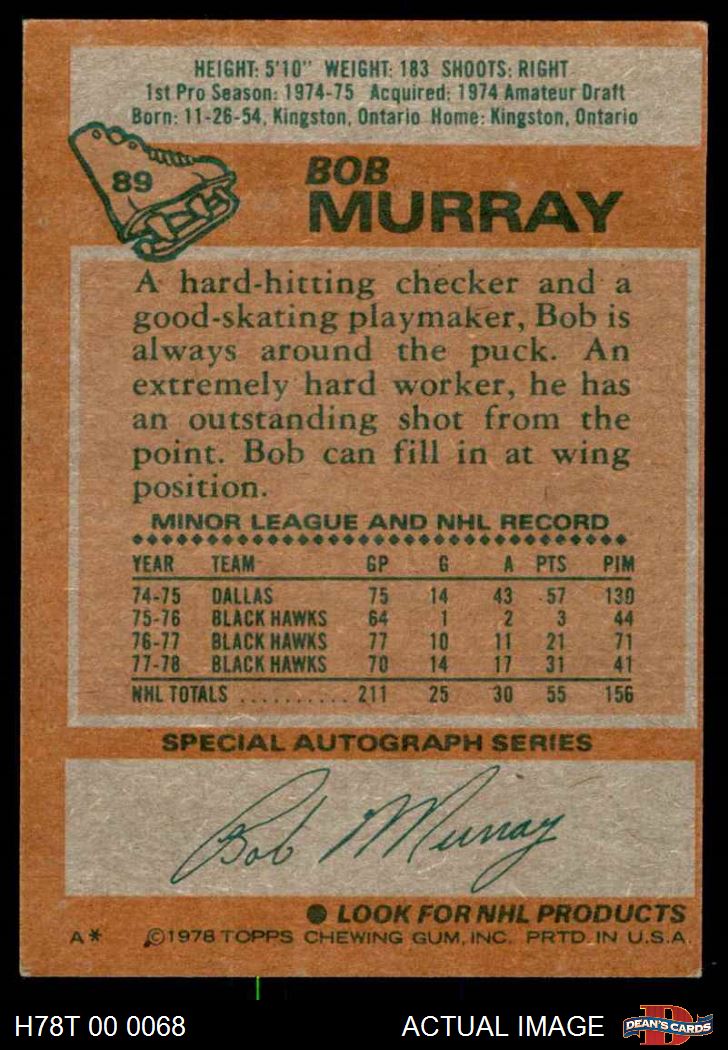 HEIGHT: 5'10" WEIGHT: 183 SHOOTS: RIGHT
1st Pro Season: 1974-75 Acquired: 1974 Amateur Draft
Born: 11-26-54, Kingston, Ontario Home: Kingston, Ontario
89
BOB
MURRAY
A hard-hitting checker and a
good-skating playmaker, Bob is
always around the puck. An
extremely hard worker, he has
an outstanding shot from the
point. Bob can fill in at wing
position.
MINOR LEAGUE AND NHL RECORD
YEAR TEAM GP G A PTS PIM
74-75 DALLAS 75 14 43 57 130
75-76 BLACK HAWKS 64 1 2 3 44
76-77 BLACK HAWKS 77 10 11 21 71
77-78 BLACK HAWKS 70 14 17 31 41
NHL TOTALS .......... 211 25 30 55 156
SPECIAL AUTOGRAPH SERIES
Bob Murray
● LOOK FOR NHL PRODUCTS
A* ©1978 TOPPS CHEWING GUM, INC. PRTD. IN U.S.A.
H78T 00 0068 ACTUAL IMAGE D DEAN'S CARDS